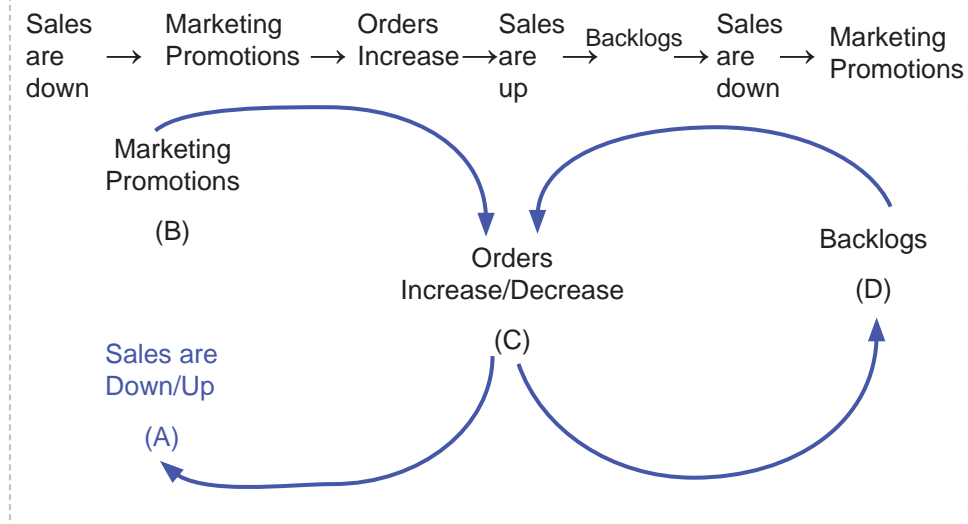 Sales are down → Marketing Promotions → Orders Increase → Sales are up → Backlogs → Sales are down → Marketing Promotions
Marketing
Promotions
(B)
Orders
Increase/Decrease
(C)
Backlogs
(D)
Sales are
Down/Up
(A)